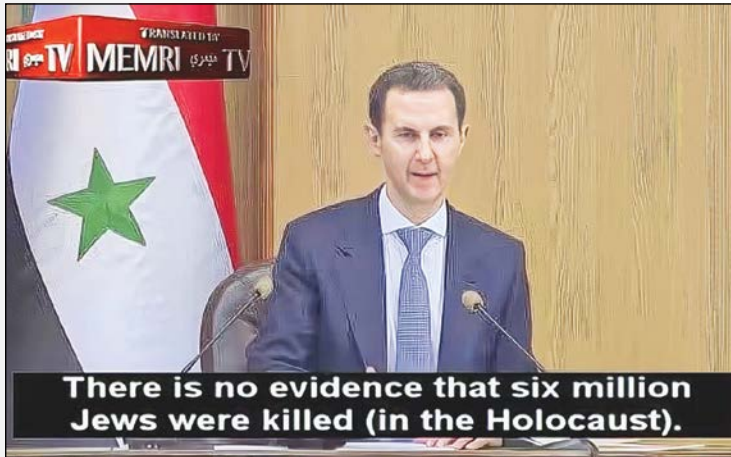 TRANSLATED BY
RI TV MEMRI ميمري TV
There is no evidence that six million
Jews were killed (in the Holocaust).